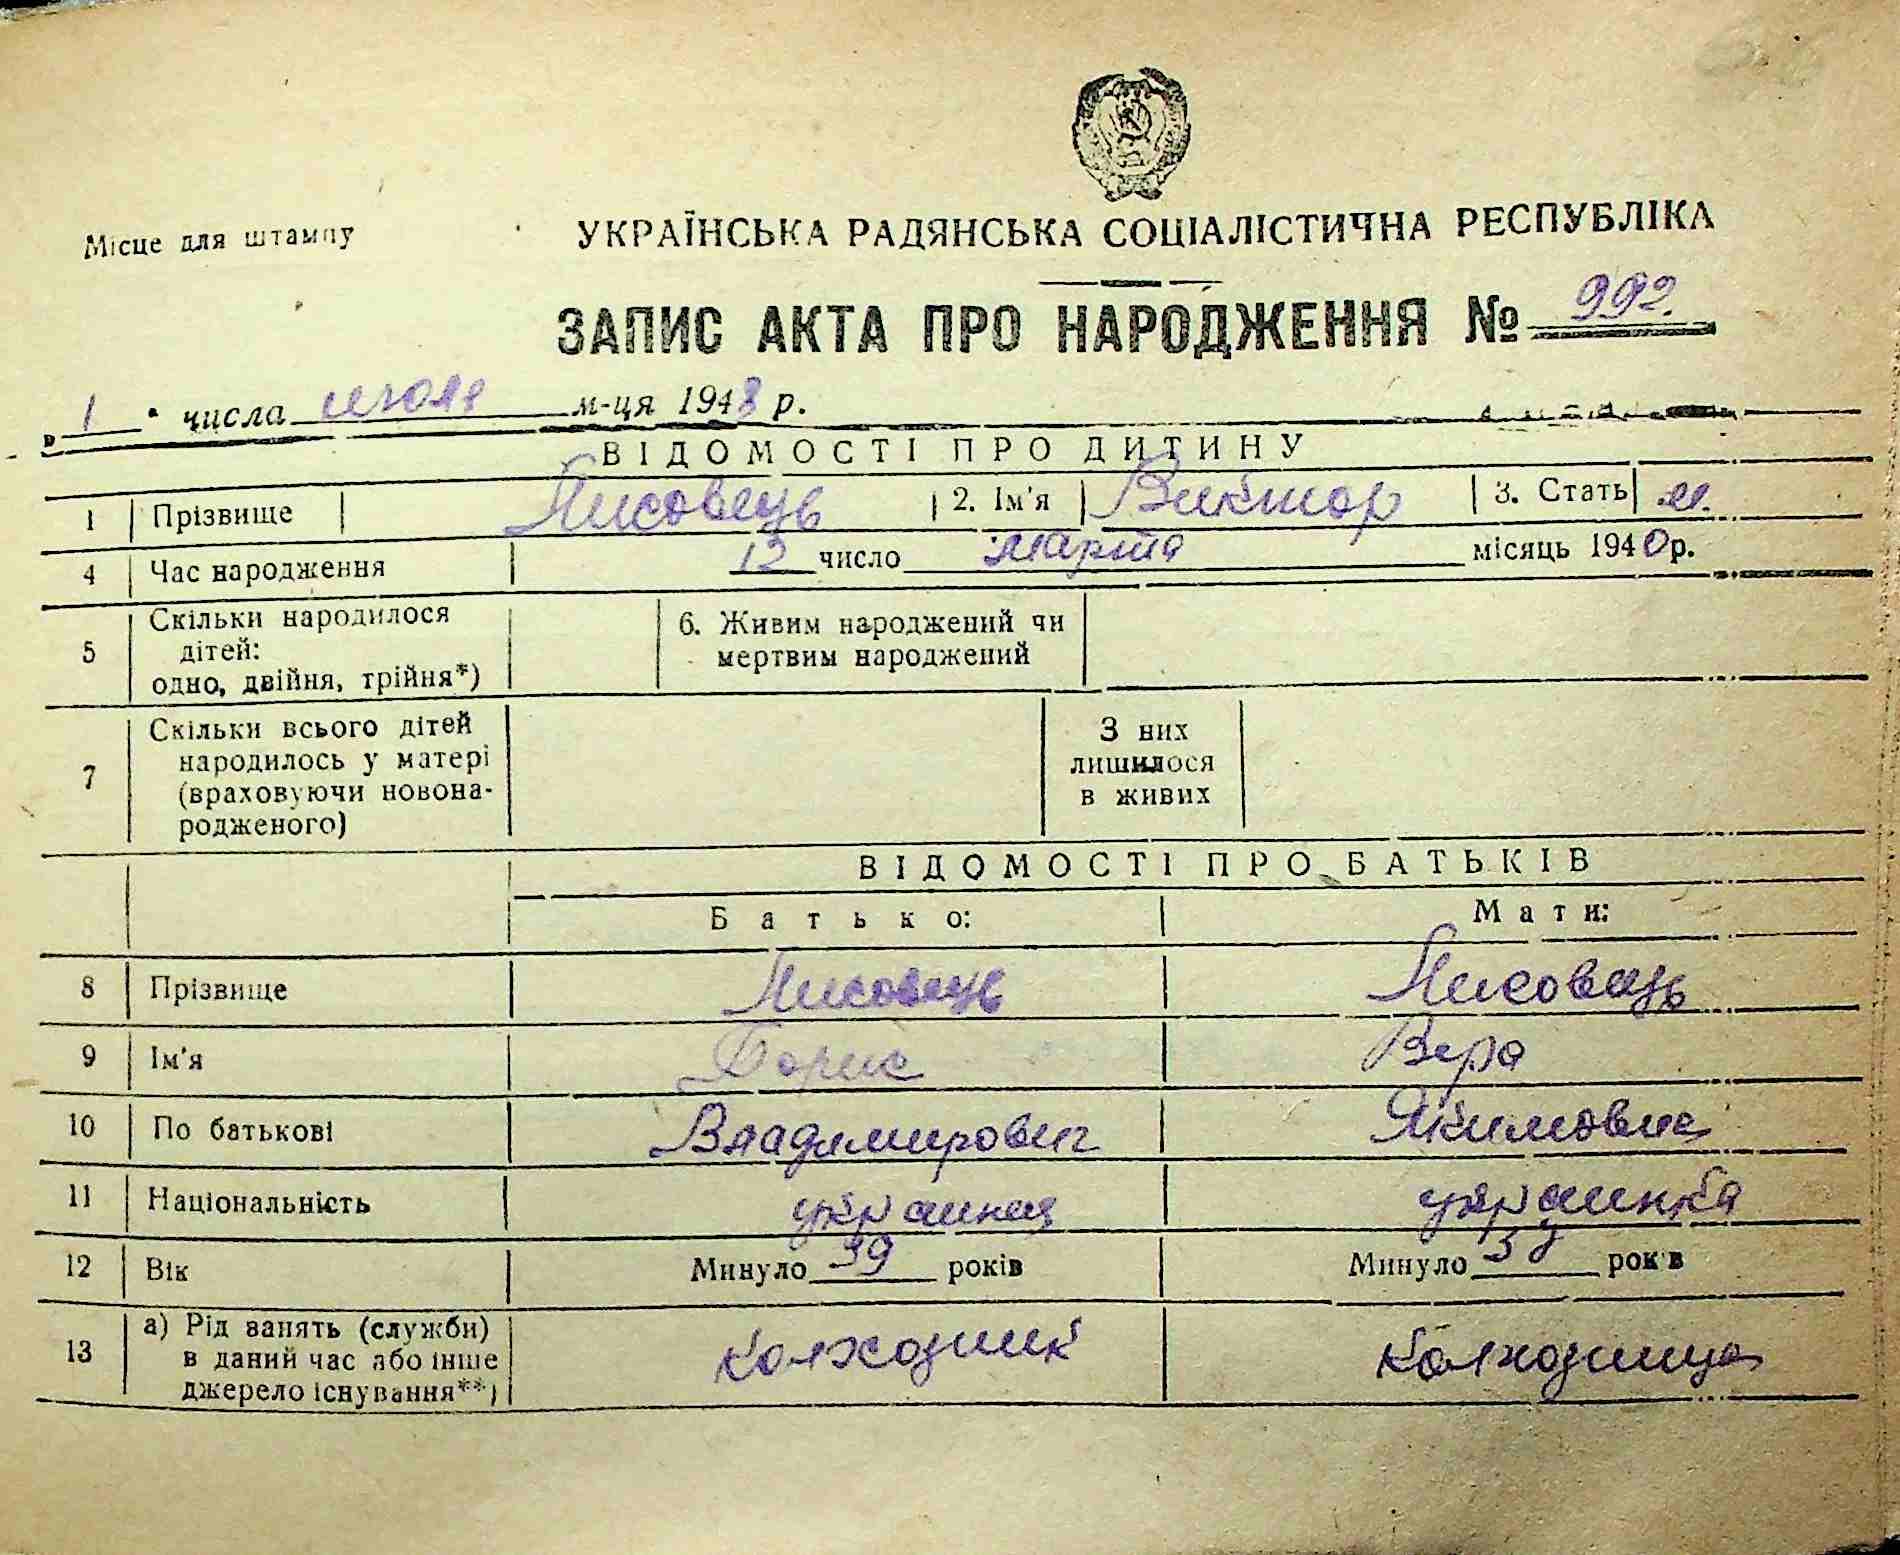 Місце для штампу
УКРАЇНСЬКА РАДЯНСЬКА СОЦІАЛІСТИЧНА РЕСПУБЛІКА
ЗАПИС АКТА ПРО НАРОДЖЕННЯ № 992.
„ 1 " числа июля м-ця 1948 р.
ВІДОМОСТІ ПРО ДИТИНУ
1 Прізвище Лисовець 2. Ім'я Виктор 3. Стать м.
4 Час народження 12 число марта місяць 1940 р.
5 Скільки народилося
дітей:
одно, двійня, трійня*)
6. Живим народжений чи
мертвим народжений
7 Скільки всього дітей
народилось у матері
(враховуючи новона-
родженого)
З них
лишилося
в живих
ВІДОМОСТІ ПРО БАТЬКІВ
Батько: Мати:
8 Прізвище Лисовець Лисовець
9 Ім'я Борис Вера
10 По батькові Владимирович Якимовна
11 Національність украинец украинка
12 Вік Минуло 39 років Минуло років
13 а) Рід занять (служби)
в даний час або інше
джерело існування**)
колхозник колхозница